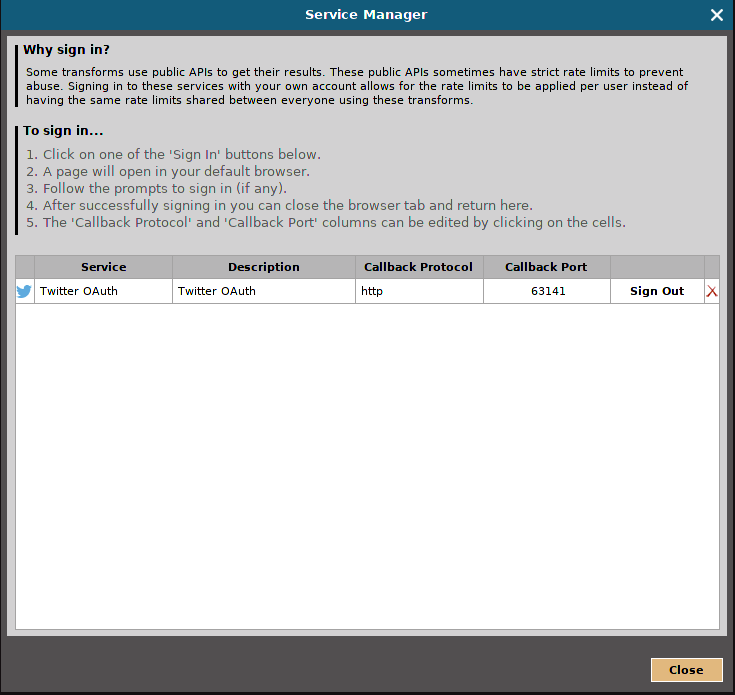 Service Manager
Why sign in?
Some transforms use public APIs to get their results. These public APIs sometimes have strict rate limits to prevent
abuse. Signing in to these services with your own account allows for the rate limits to be applied per user instead of
having the same rate limits shared between everyone using these transforms.
To sign in...
1. Click on one of the 'Sign In' buttons below.
2. A page will open in your default browser.
3. Follow the prompts to sign in (if any).
4. After successfully signing in you can close the browser tab and return here.
5. The 'Callback Protocol' and 'Callback Port' columns can be edited by clicking on the cells.
Service Description Callback Protocol Callback Port
Twitter OAuth Twitter OAuth http 63141 Sign Out
Close